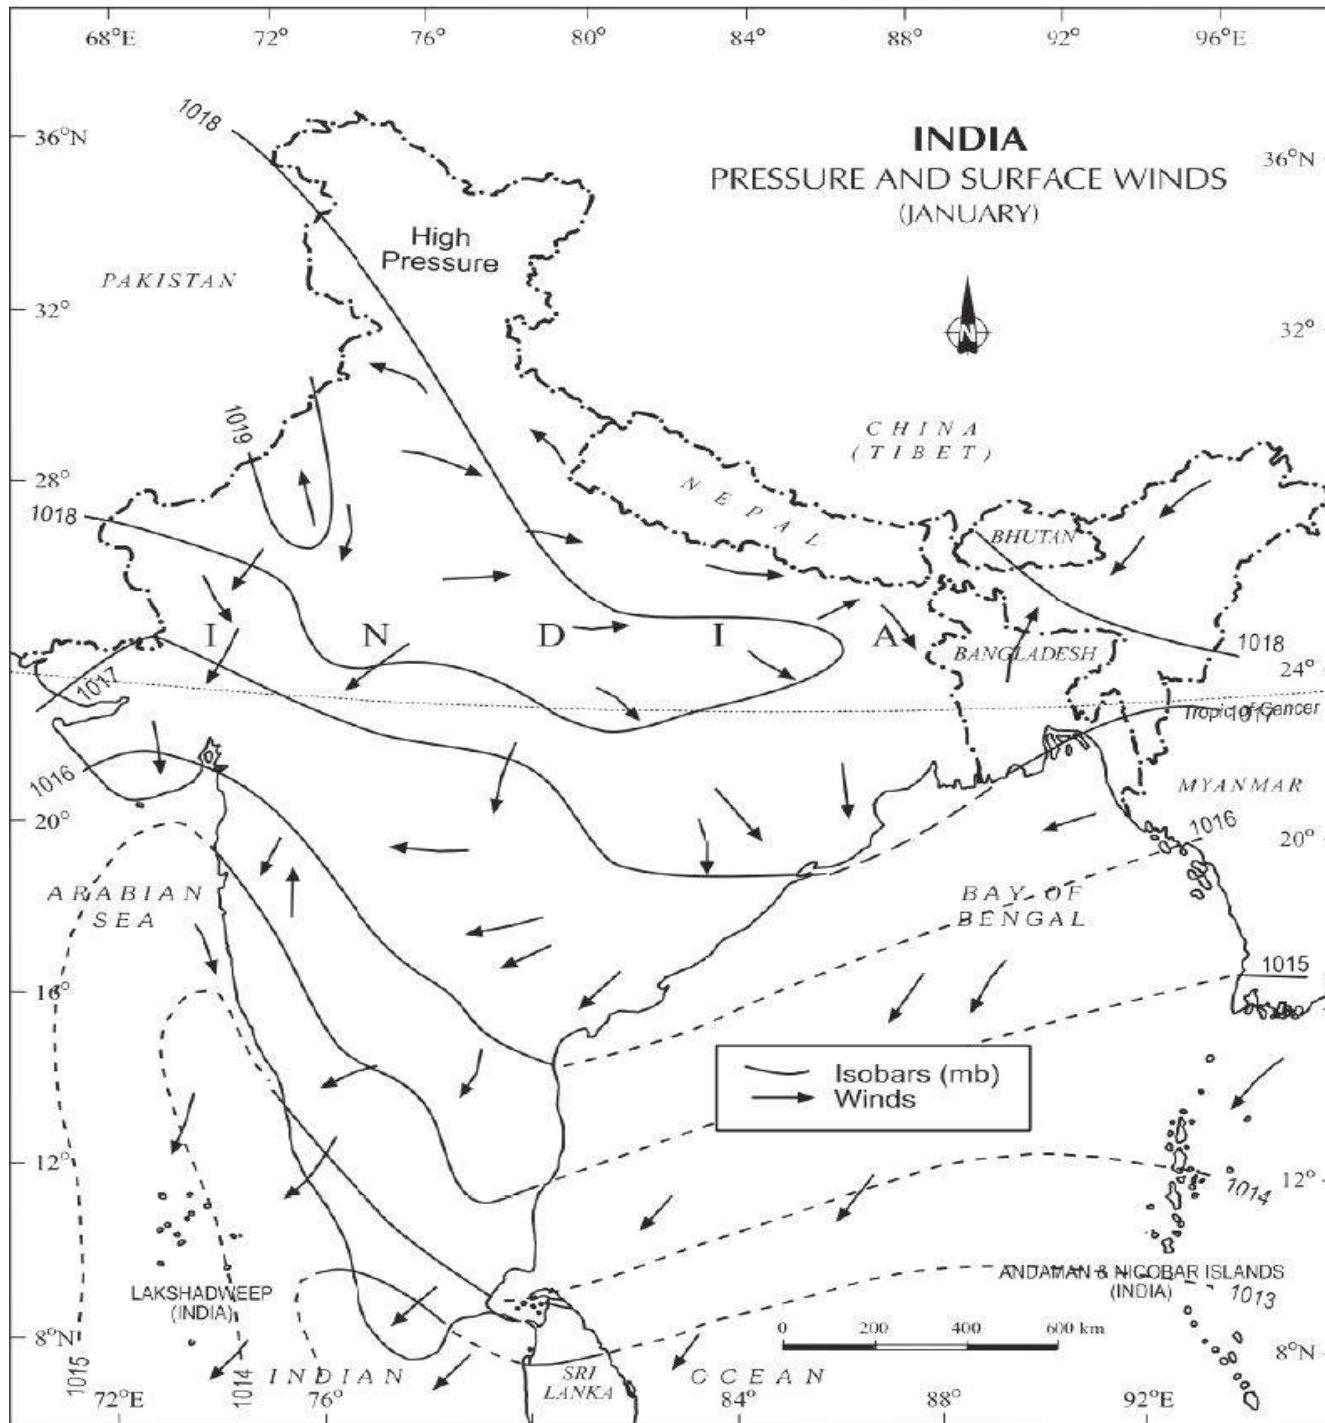 68°E 72° 76° 80° 84° 88° 92° 96°E
1018
36°N
INDIA
36°N
PRESSURE AND SURFACE WINDS
(JANUARY)
High
Pressure
PAKISTAN
32°
N
32°
1019
CHINA
(TIBET)
28°
NEPAL
1018
BHUTAN
I N D I A
1018
BANGLADESH
24°
1017
Tropic of Cancer
1017
1016
MYANMAR
20°
1016
20°
ARABIAN
SEA
BAY OF
BENGAL
1015
16°
Isobars (mb)
Winds
12°
12°
1014
LAKSHADWEEP
(INDIA)
ANDAMAN & NICOBAR ISLANDS
(INDIA)
1013
0 200 400 600 km
8°N
8°N
1015
1014
INDIAN OCEAN
SRI
LANKA
72°E 76° 84° 88° 92°E